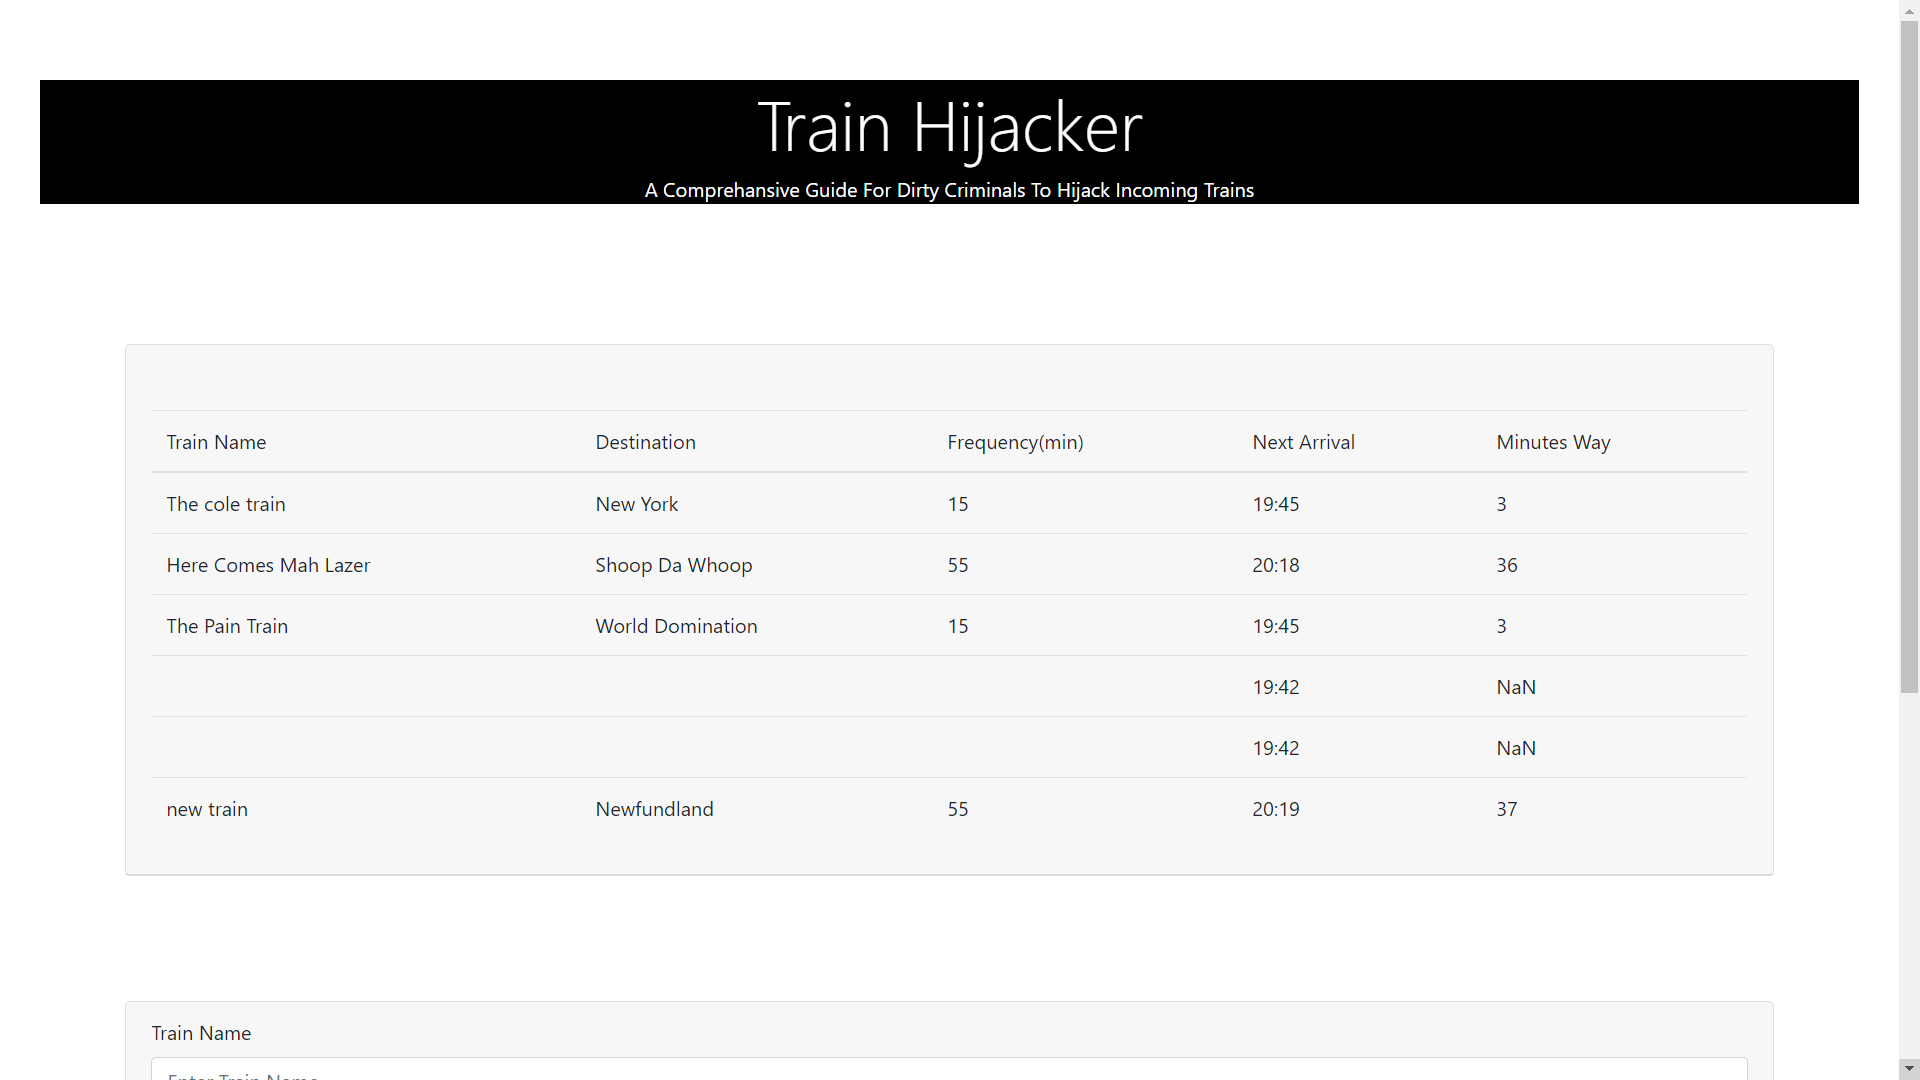 Train Hijacker
A Comprehansive Guide For Dirty Criminals To Hijack Incoming Trains
Train Name Destination Frequency(min) Next Arrival Minutes Way
The cole train New York 15 19:45 3
Here Comes Mah Lazer Shoop Da Whoop 55 20:18 36
The Pain Train World Domination 15 19:45 3
19:42 NaN
19:42 NaN
new train Newfundland 55 20:19 37
Train Name
Enter Train Name